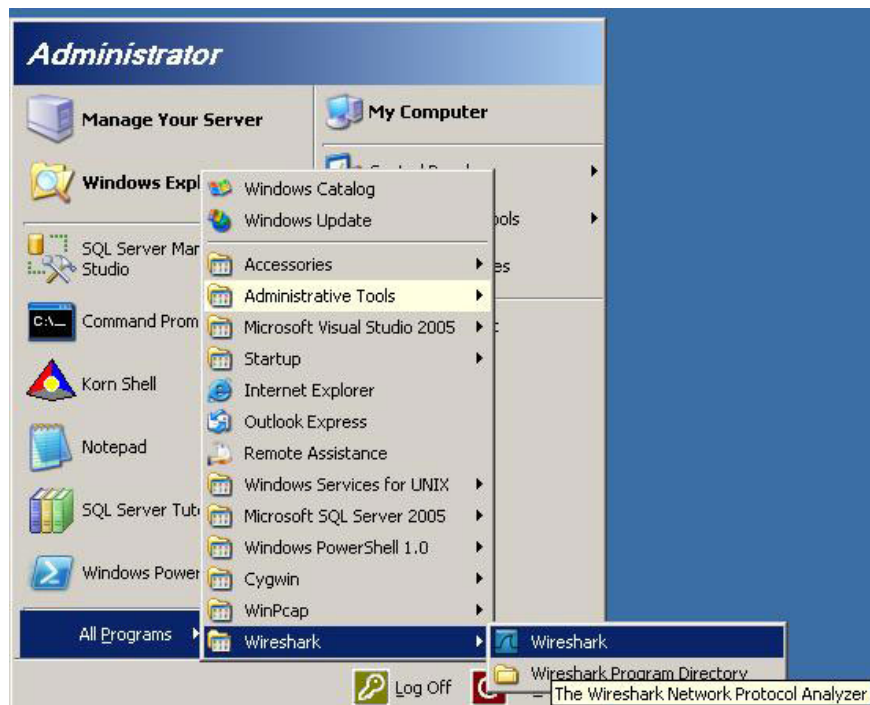 Administrator
Manage Your Server
My Computer
Windows Expl
Windows Catalog
Windows Update
ools
SQL Server Man
Studio
Accessories
es
Administrative Tools
C:\_
Command Prom
Microsoft Visual Studio 2005
Startup
Korn Shell
Internet Explorer
Outlook Express
Notepad
Remote Assistance
Windows Services for UNIX
SQL Server Tut
Microsoft SQL Server 2005
Windows PowerShell 1.0
Windows Power
Cygwin
WinPcap
All Programs
Wireshark
Wireshark
Wireshark Program Directory
Log Off
The Wireshark Network Protocol Analyzer